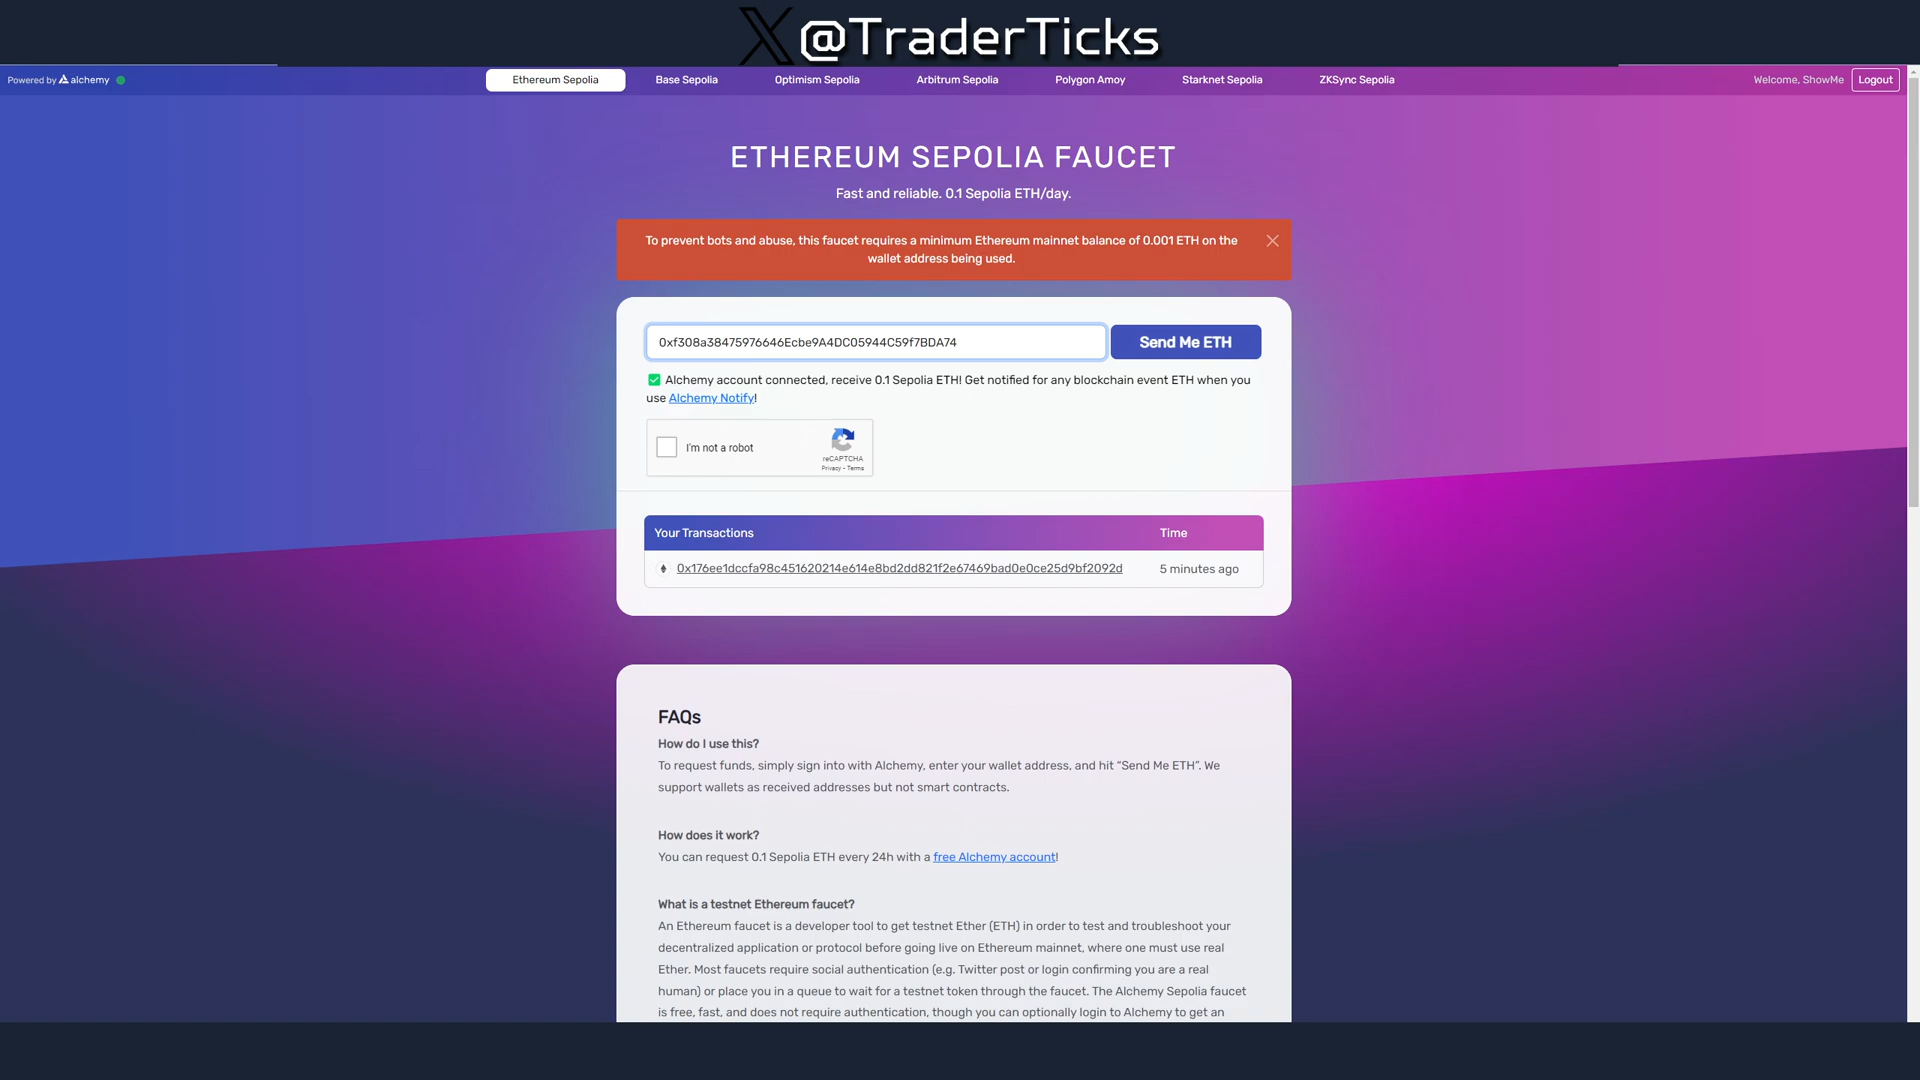 X@TraderTicks
Powered by alchemy
Ethereum Sepolia
Base Sepolia
Optimism Sepolia
Arbitrum Sepolia
Polygon Amoy
Starknet Sepolia
ZKSync Sepolia
Welcome, ShowMe
Logout
ETHEREUM SEPOLIA FAUCET
Fast and reliable. 0.1 Sepolia ETH/day.
To prevent bots and abuse, this faucet requires a minimum Ethereum mainnet balance of 0.001 ETH on the
wallet address being used.
0xf308a38475976646Ecbe9A4DC05944C59f7BDA74
Send Me ETH
Alchemy account connected, receive 0.1 Sepolia ETH! Get notified for any blockchain event ETH when you
use Alchemy Notify!
I'm not a robot
reCAPTCHA
Privacy - Terms
Your Transactions
Time
0x176ee1dccfa98c451620214e614e8bd2dd821f2e67469bad0e0ce25d9bf2092d
5 minutes ago
FAQs
How do I use this?
To request funds, simply sign into with Alchemy, enter your wallet address, and hit “Send Me ETH”. We
support wallets as received addresses but not smart contracts.
How does it work?
You can request 0.1 Sepolia ETH every 24h with a free Alchemy account!
What is a testnet Ethereum faucet?
An Ethereum faucet is a developer tool to get testnet Ether (ETH) in order to test and troubleshoot your
decentralized application or protocol before going live on Ethereum mainnet, where one must use real
Ether. Most faucets require social authentication (e.g. Twitter post or login confirming you are a real
human) or place you in a queue to wait for a testnet token through the faucet. The Alchemy Sepolia faucet
is free, fast, and does not require authentication, though you can optionally login to Alchemy to get an